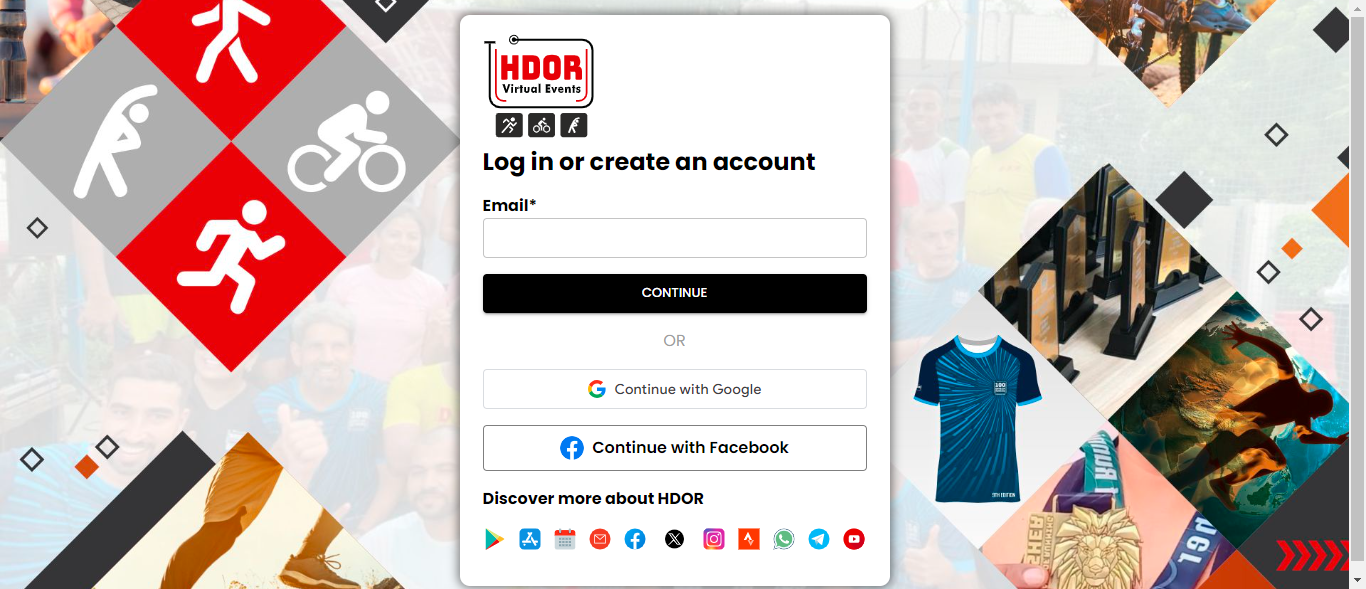 HDOR
Virtual Events
Log in or create an account
Email*
CONTINUE
OR
Continue with Google
Continue with Facebook
Discover more about HDOR
100